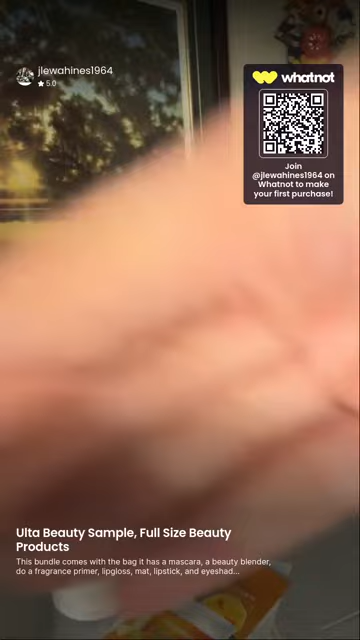 jlewahines1964
5.0
whatnot
Join
@jlewahines1964 on
Whatnot to make
your first purchase!
Ulta Beauty Sample, Full Size Beauty
Products
This bundle comes with the bag it has a mascara, a beauty blender,
do a fragrance primer, lipgloss, mat, lipstick, and eyeshad...